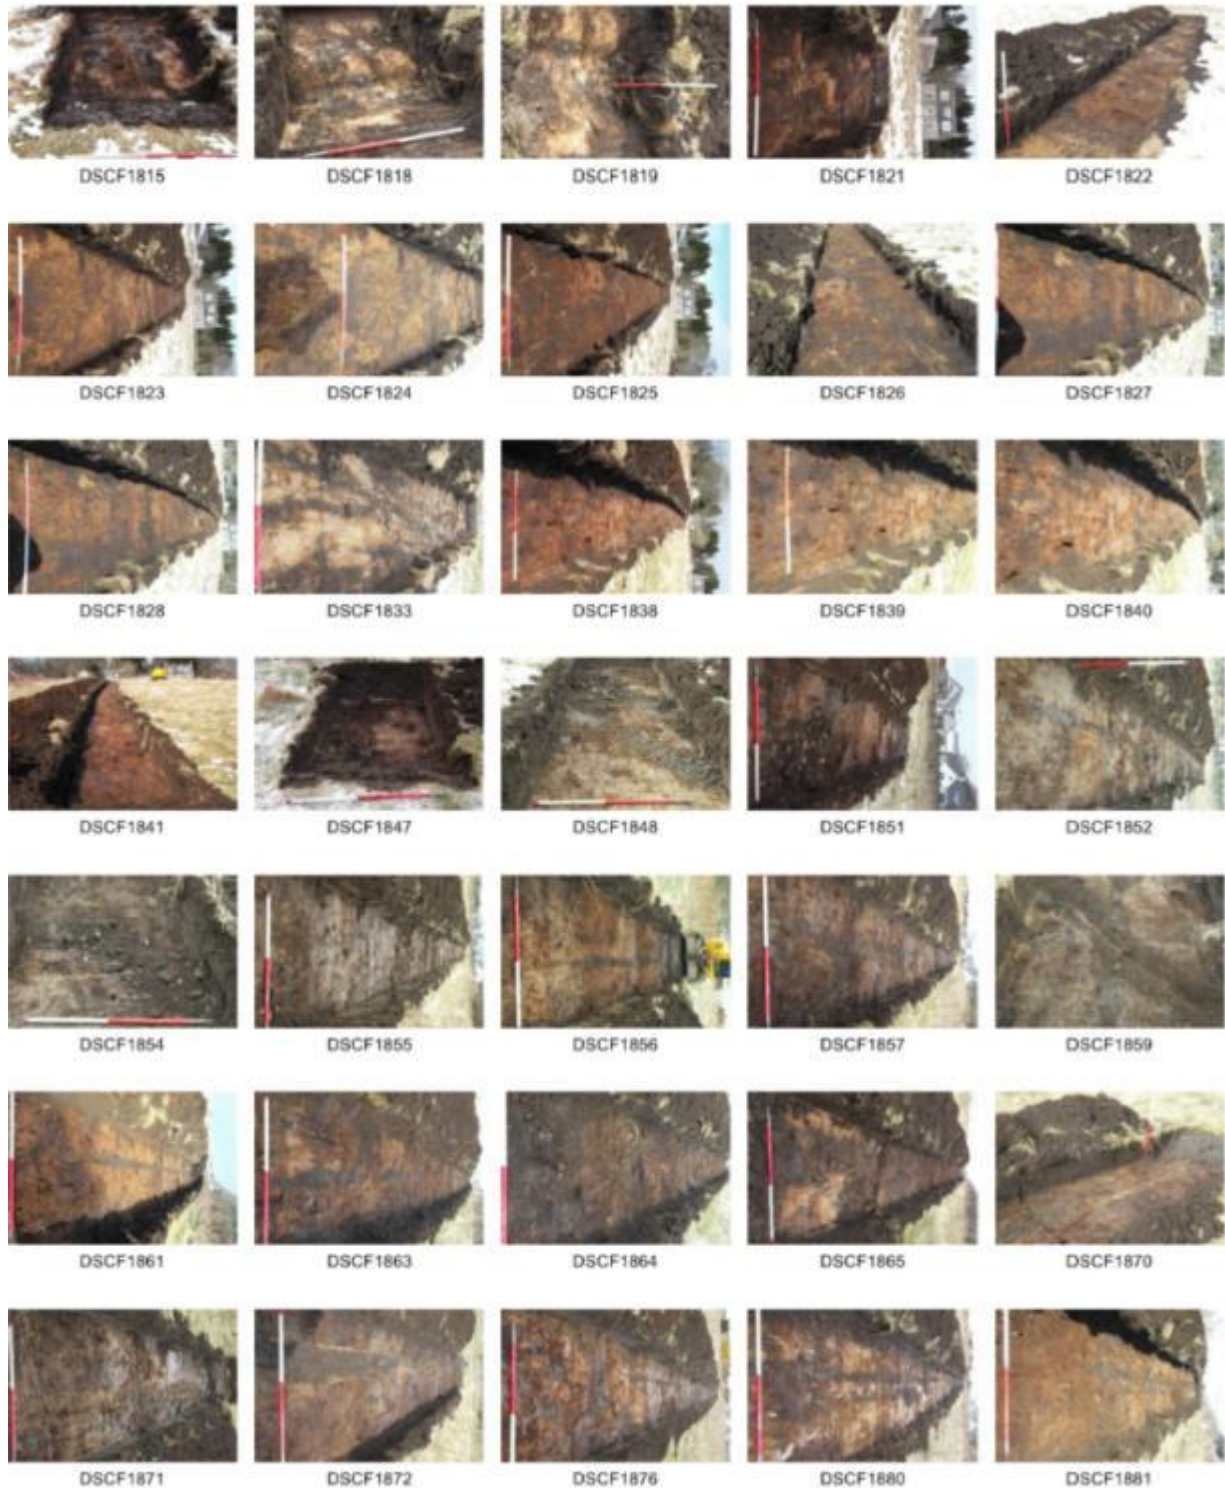 DSCF1815 DSCF1818 DSCF1819 DSCF1821 DSCF1822
DSCF1823 DSCF1824 DSCF1825 DSCF1826 DSCF1827
DSCF1828 DSCF1833 DSCF1838 DSCF1839 DSCF1840
DSCF1841 DSCF1847 DSCF1848 DSCF1851 DSCF1852
DSCF1854 DSCF1855 DSCF1856 DSCF1857 DSCF1859
DSCF1861 DSCF1863 DSCF1864 DSCF1865 DSCF1870
DSCF1871 DSCF1872 DSCF1876 DSCF1880 DSCF1881